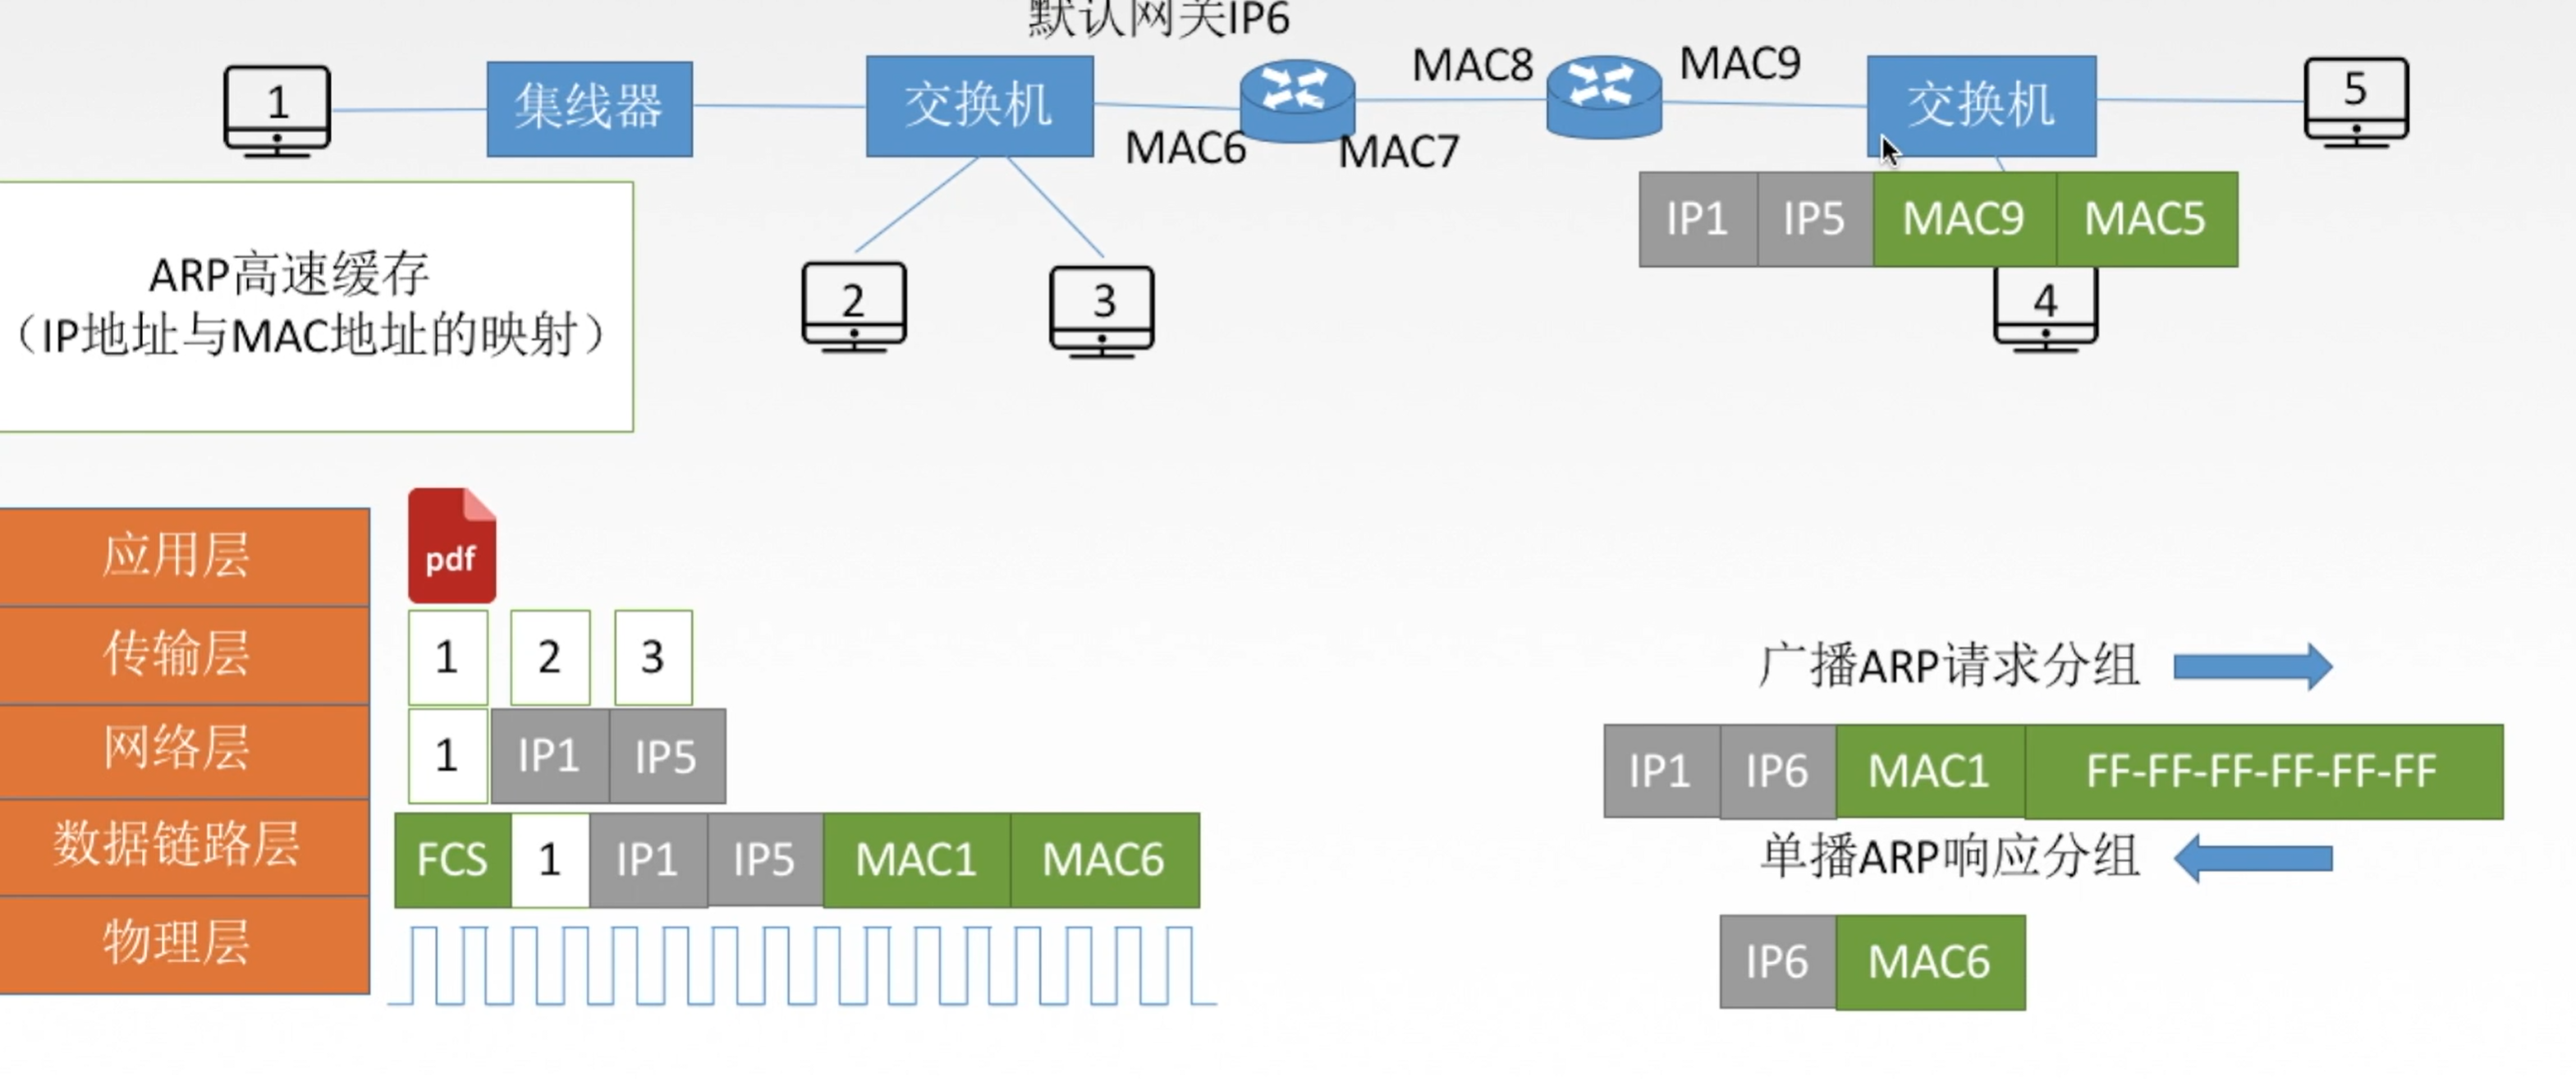 默认网关IP6
1
集线器
交换机
MAC6
MAC7
MAC8
MAC9
交换机
5
IP1 IP5 MAC9 MAC5
2
3
4
ARP高速缓存
（IP地址与MAC地址的映射）
应用层
pdf
传输层
1 2 3
网络层
1 IP1 IP5
数据链路层
FCS 1 IP1 IP5 MAC1 MAC6
物理层
广播ARP请求分组
IP1 IP6 MAC1 FF-FF-FF-FF-FF-FF
单播ARP响应分组
IP6 MAC6